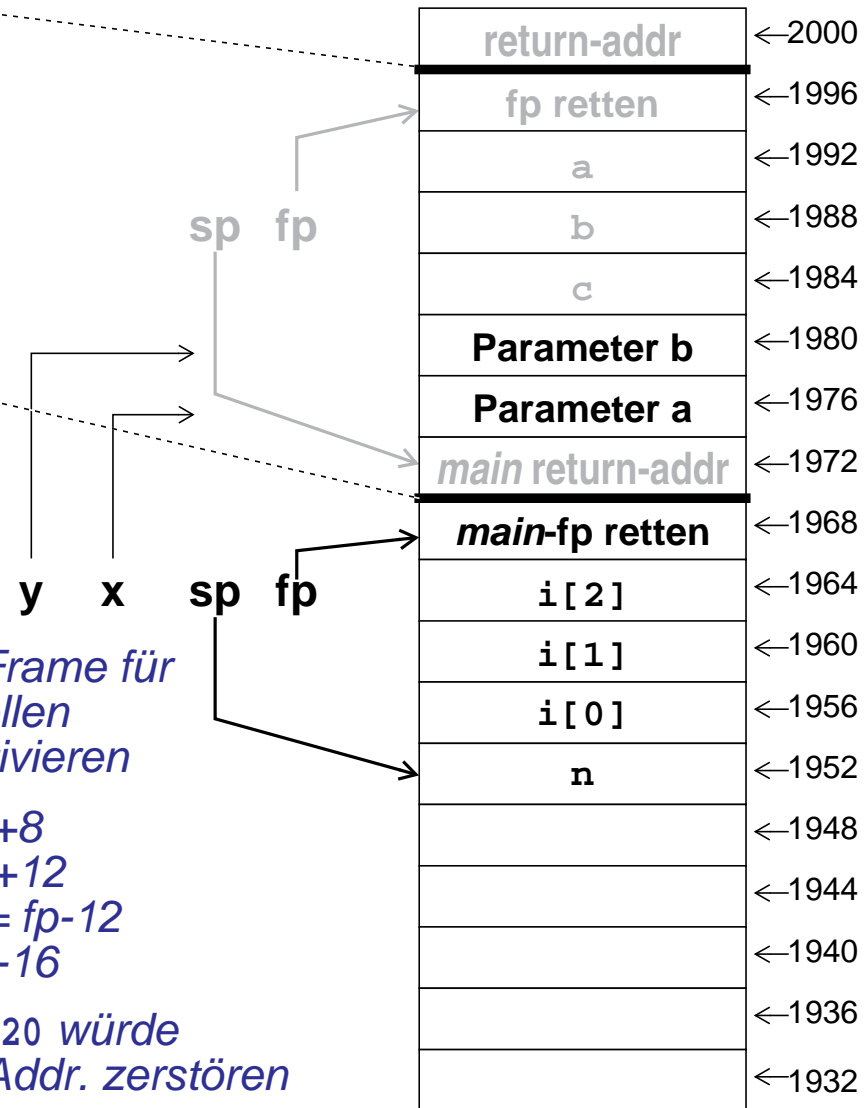 return-addr ←2000
fp retten ←1996
a ←1992
sp fp b ←1988
c ←1984
Parameter b ←1980
Parameter a ←1976
main return-addr ←1972
main-fp retten ←1968
y x sp fp i[2] ←1964
i[1] ←1960
Frame für
i[0] ←1956
ellen
ivieren
n ←1952
+8 ←1948
+12
←1944
= fp-12
-16 ←1940
20 würde ←1936
Addr. zerstören ←1932